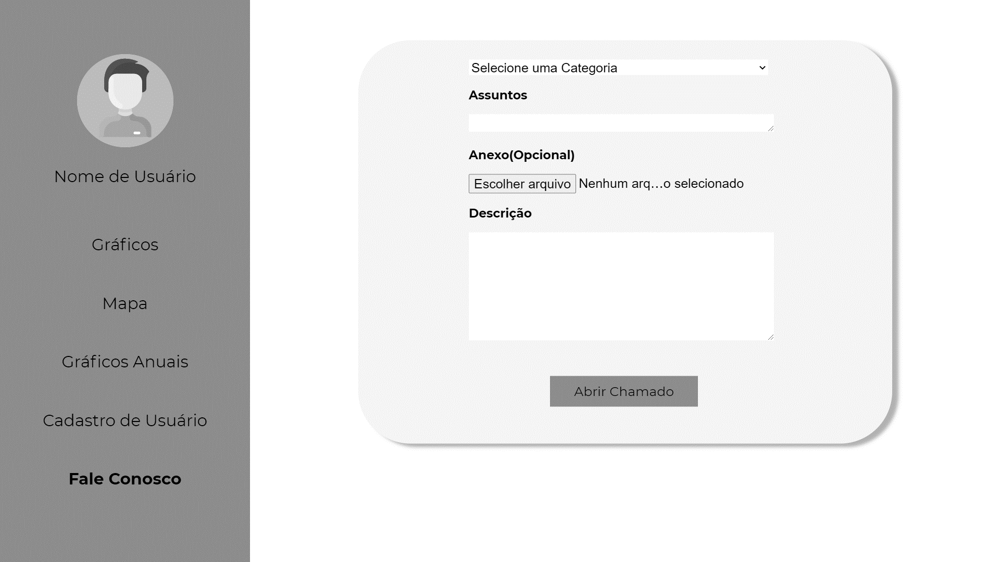 Nome de Usuário
Gráficos
Mapa
Gráficos Anuais
Cadastro de Usuário
Fale Conosco
Selecione uma Categoria
Assuntos
Anexo(Opcional)
Escolher arquivo Nenhum arq...o selecionado
Descrição
Abrir Chamado